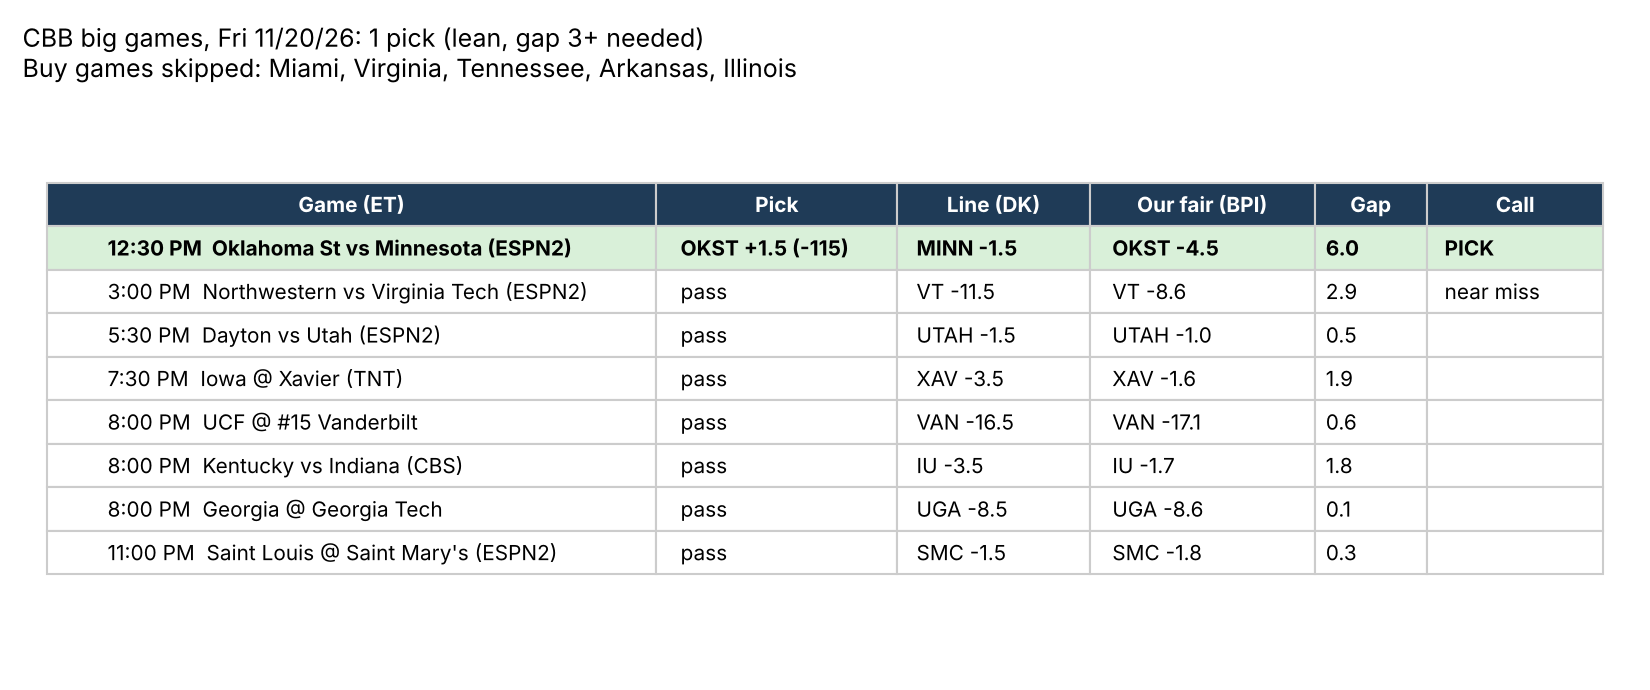 CBB big games, Fri 11/20/26: 1 pick (lean, gap 3+ needed)
Buy games skipped: Miami, Virginia, Tennessee, Arkansas, Illinois
Game (ET) Pick Line (DK) Our fair (BPI) Gap Call
12:30 PM Oklahoma St vs Minnesota (ESPN2) OKST +1.5 (-115) MINN -1.5 OKST -4.5 6.0 PICK
3:00 PM Northwestern vs Virginia Tech (ESPN2) pass VT -11.5 VT -8.6 2.9 near miss
5:30 PM Dayton vs Utah (ESPN2) pass UTAH -1.5 UTAH -1.0 0.5
7:30 PM Iowa @ Xavier (TNT) pass XAV -3.5 XAV -1.6 1.9
8:00 PM UCF @ #15 Vanderbilt pass VAN -16.5 VAN -17.1 0.6
8:00 PM Kentucky vs Indiana (CBS) pass IU -3.5 IU -1.7 1.8
8:00 PM Georgia @ Georgia Tech pass UGA -8.5 UGA -8.6 0.1
11:00 PM Saint Louis @ Saint Mary's (ESPN2) pass SMC -1.5 SMC -1.8 0.3